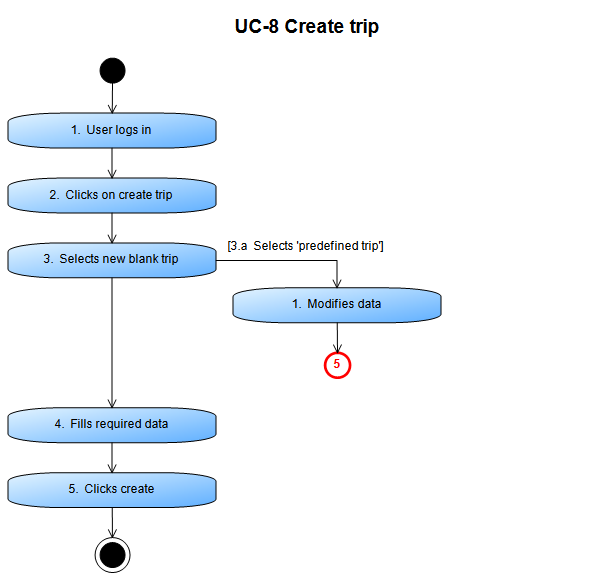 UC-8 Create trip
1. User logs in
2. Clicks on create trip
3. Selects new blank trip
[3.a Selects 'predefined trip']
1. Modifies data
5
4. Fills required data
5. Clicks create